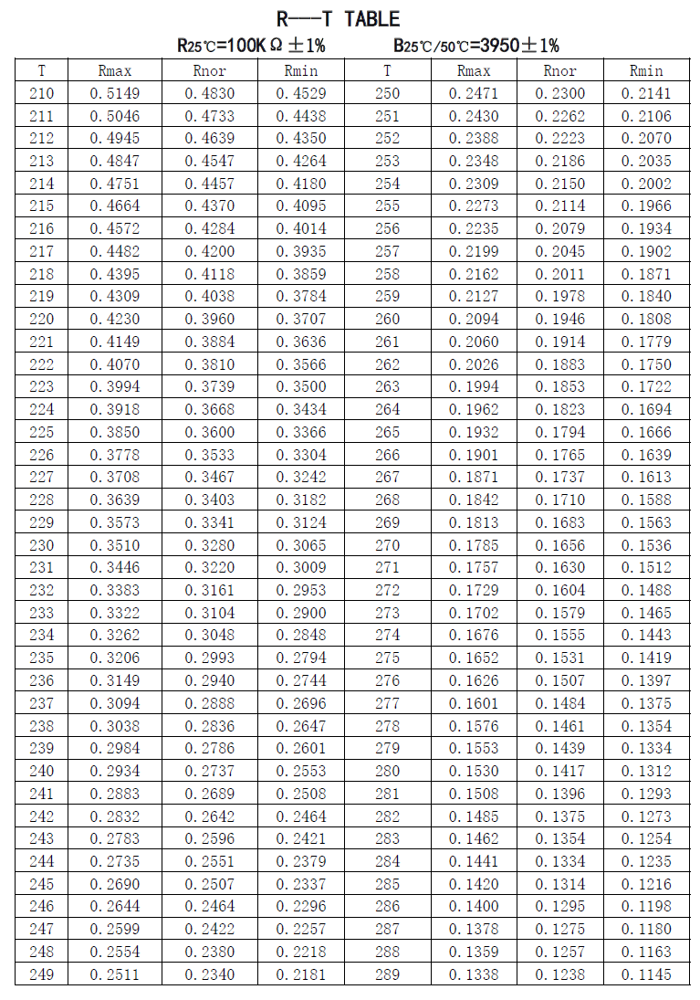 R---T TABLE
R25℃=100KΩ±1% B25℃/50℃=3950±1%
T Rmax Rnor Rmin T Rmax Rnor Rmin
210 0.5149 0.4830 0.4529 250 0.2471 0.2300 0.2141
211 0.5046 0.4733 0.4438 251 0.2430 0.2262 0.2106
212 0.4945 0.4639 0.4350 252 0.2388 0.2223 0.2070
213 0.4847 0.4547 0.4264 253 0.2348 0.2186 0.2035
214 0.4751 0.4457 0.4180 254 0.2309 0.2150 0.2002
215 0.4664 0.4370 0.4095 255 0.2273 0.2114 0.1966
216 0.4572 0.4284 0.4014 256 0.2235 0.2079 0.1934
217 0.4482 0.4200 0.3935 257 0.2199 0.2045 0.1902
218 0.4395 0.4118 0.3859 258 0.2162 0.2011 0.1871
219 0.4309 0.4038 0.3784 259 0.2127 0.1978 0.1840
220 0.4230 0.3960 0.3707 260 0.2094 0.1946 0.1808
221 0.4149 0.3884 0.3636 261 0.2060 0.1914 0.1779
222 0.4070 0.3810 0.3566 262 0.2026 0.1883 0.1750
223 0.3994 0.3739 0.3500 263 0.1994 0.1853 0.1722
224 0.3918 0.3668 0.3434 264 0.1962 0.1823 0.1694
225 0.3850 0.3600 0.3366 265 0.1932 0.1794 0.1666
226 0.3778 0.3533 0.3304 266 0.1901 0.1765 0.1639
227 0.3708 0.3467 0.3242 267 0.1871 0.1737 0.1613
228 0.3639 0.3403 0.3182 268 0.1842 0.1710 0.1588
229 0.3573 0.3341 0.3124 269 0.1813 0.1683 0.1563
230 0.3510 0.3280 0.3065 270 0.1785 0.1656 0.1536
231 0.3446 0.3220 0.3009 271 0.1757 0.1630 0.1512
232 0.3383 0.3161 0.2953 272 0.1729 0.1604 0.1488
233 0.3322 0.3104 0.2900 273 0.1702 0.1579 0.1465
234 0.3262 0.3048 0.2848 274 0.1676 0.1555 0.1443
235 0.3206 0.2993 0.2794 275 0.1652 0.1531 0.1419
236 0.3149 0.2940 0.2744 276 0.1626 0.1507 0.1397
237 0.3094 0.2888 0.2696 277 0.1601 0.1484 0.1375
238 0.3038 0.2836 0.2647 278 0.1576 0.1461 0.1354
239 0.2984 0.2786 0.2601 279 0.1553 0.1439 0.1334
240 0.2934 0.2737 0.2553 280 0.1530 0.1417 0.1312
241 0.2883 0.2689 0.2508 281 0.1508 0.1396 0.1293
242 0.2832 0.2642 0.2464 282 0.1485 0.1375 0.1273
243 0.2783 0.2596 0.2421 283 0.1462 0.1354 0.1254
244 0.2735 0.2551 0.2379 284 0.1441 0.1334 0.1235
245 0.2690 0.2507 0.2337 285 0.1420 0.1314 0.1216
246 0.2644 0.2464 0.2296 286 0.1400 0.1295 0.1198
247 0.2599 0.2422 0.2257 287 0.1378 0.1275 0.1180
248 0.2554 0.2380 0.2218 288 0.1359 0.1257 0.1163
249 0.2511 0.2340 0.2181 289 0.1338 0.1238 0.1145